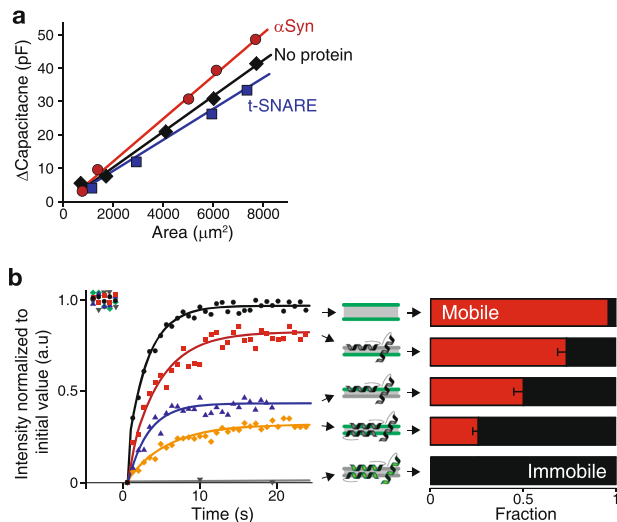 a
αSyn
No protein
t-SNARE
ΔCapacitacne (pF)
50
40
30
20
10
0
0 2000 4000 6000 8000
Area (μm²)
b
Intensity normalized to
initial value (a.u)
1.0
0.5
0
0 10 20
Time (s)
Mobile
Immobile
0 0.5 1
Fraction